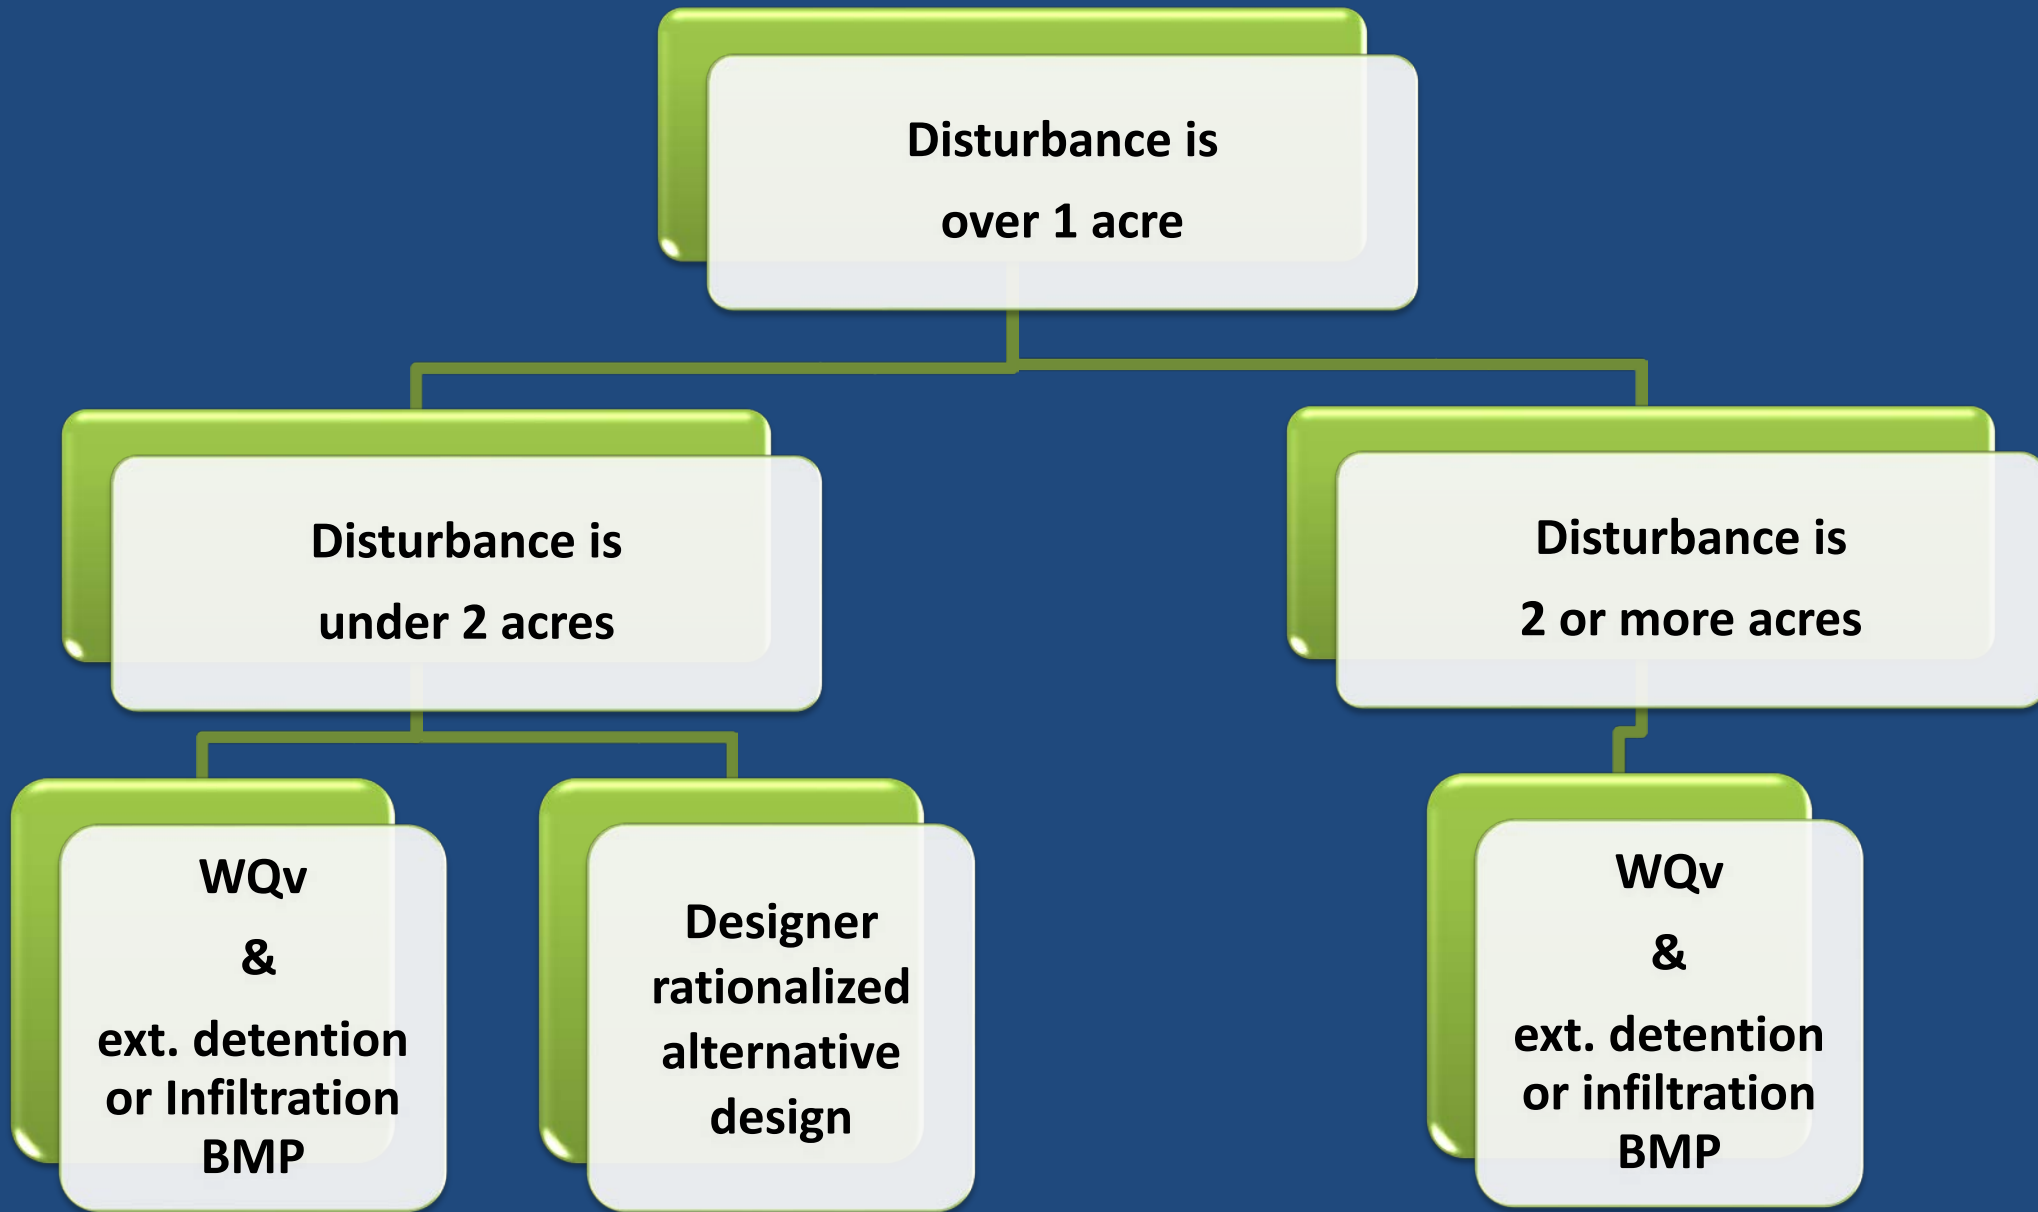 Disturbance is
over 1 acre
Disturbance is
under 2 acres
Disturbance is
2 or more acres
WQv
&
ext. detention
or Infiltration
BMP
Designer
rationalized
alternative
design
WQv
&
ext. detention
or infiltration
BMP